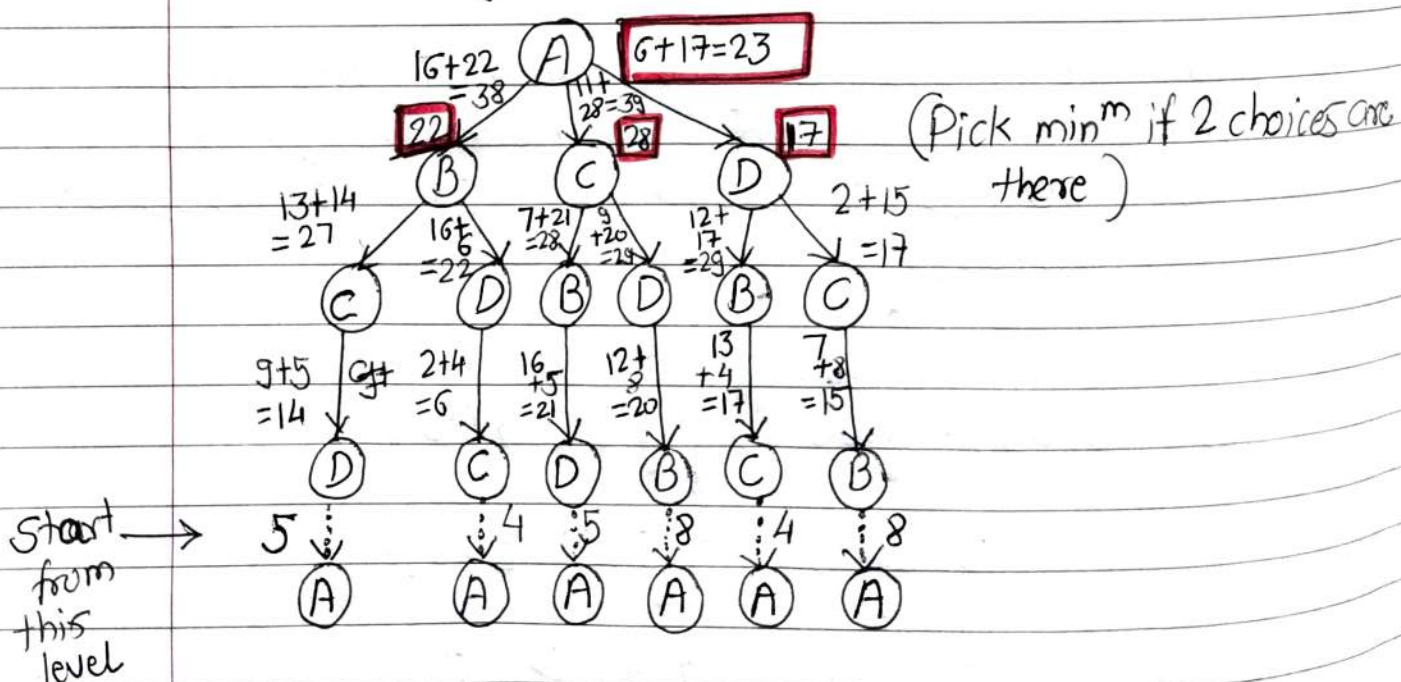 A 6+17=23
16+22
=38
11+
28=39
22 28 17
(Pick minᵐ if 2 choices are
there)
B C D
13+14
=27
16+
6
=22
7+21
=28
9
+20
=29
12+
17
=29
2+15
=17
C D B D B C
9+5
=14
2+4
=6
16
+5
=21
12+
8
=20
13
+4
=17
7
+8
=15
D C D B C B
Start
from
this
level
5 4 5 8 4 8
A A A A A A